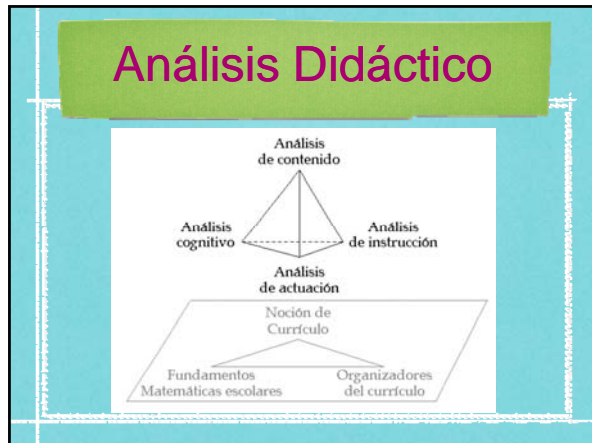 Análisis Didáctico
Análisis
de contenido
Análisis
cognitivo
Análisis
de instrucción
Análisis
de actuación
Noción de
Currículo
Fundamentos
Matemáticas escolares
Organizadores
del currículo